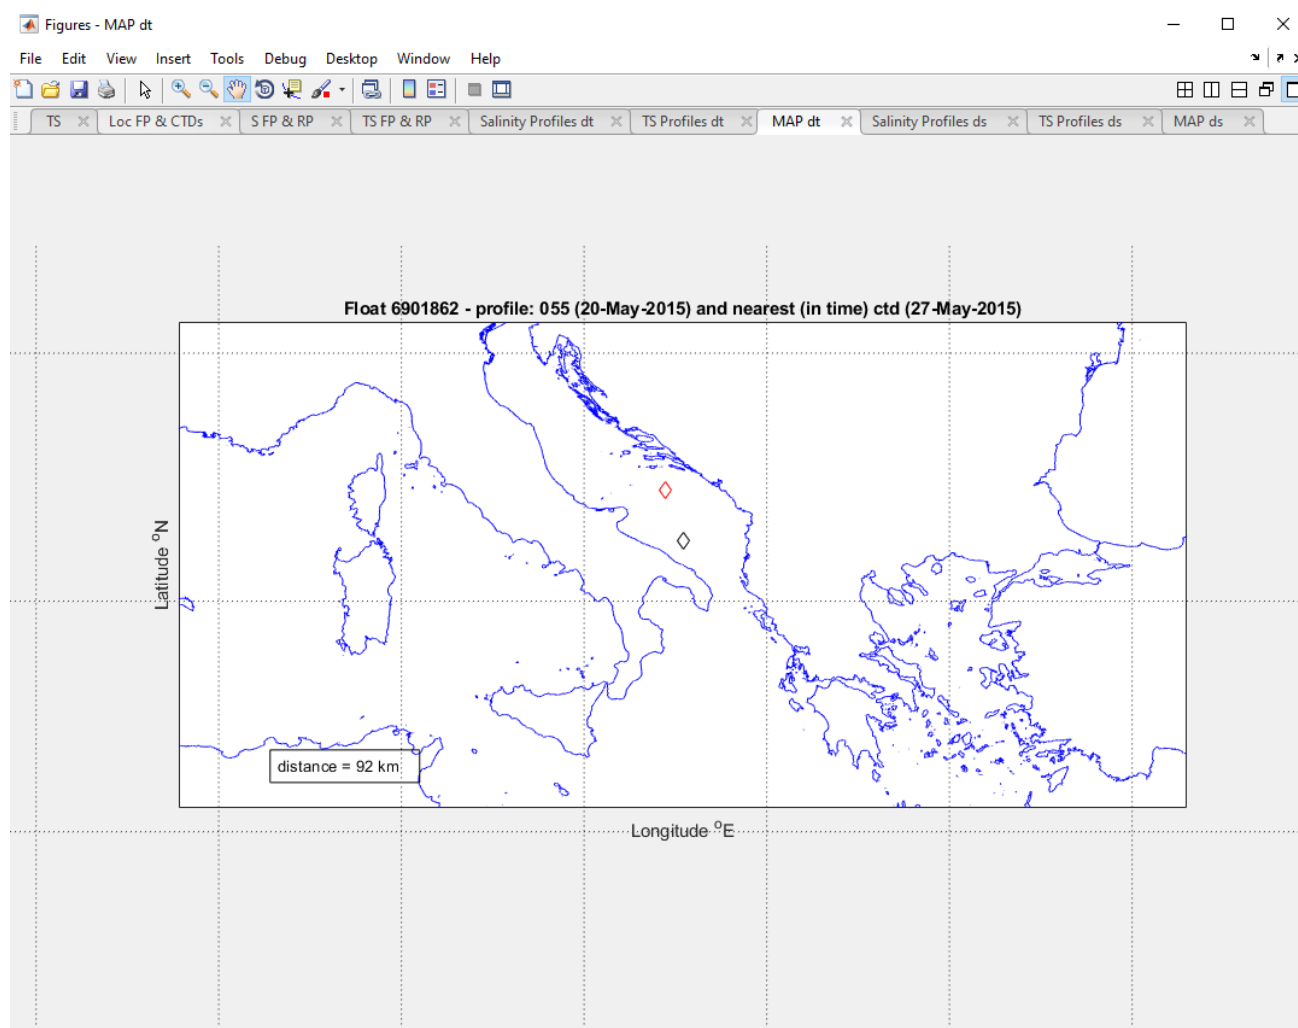 Figures - MAP dt
File Edit View Insert Tools Debug Desktop Window Help
TS Loc FP & CTDs S FP & RP TS FP & RP Salinity Profiles dt TS Profiles dt MAP dt Salinity Profiles ds TS Profiles ds MAP ds
Float 6901862 - profile: 055 (20-May-2015) and nearest (in time) ctd (27-May-2015)
Latitude ºN
distance = 92 km
Longitude ºE